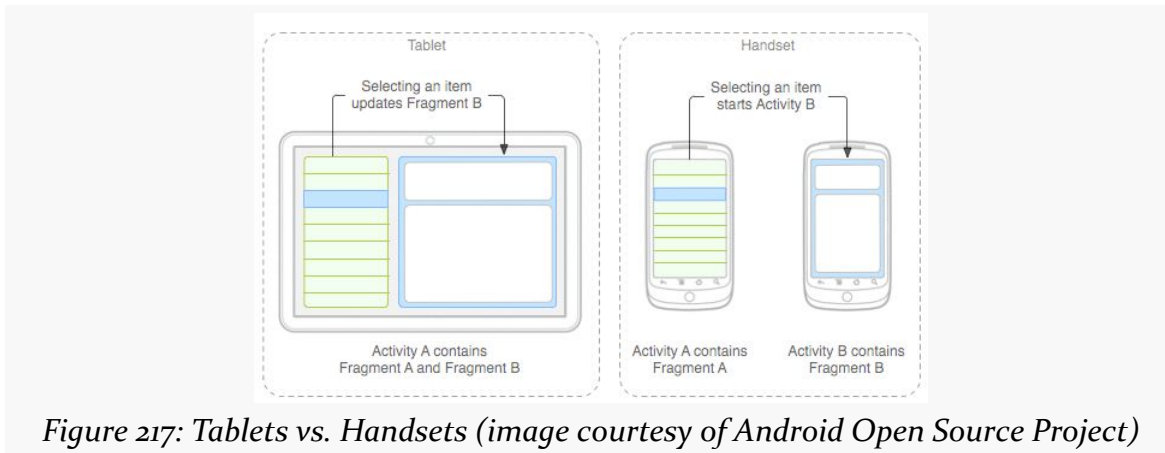 Tablet
Selecting an item
updates Fragment B
Activity A contains
Fragment A and Fragment B
Handset
Selecting an item
starts Activity B
Activity A contains
Fragment A
Activity B contains
Fragment B
Figure 217: Tablets vs. Handsets (image courtesy of Android Open Source Project)